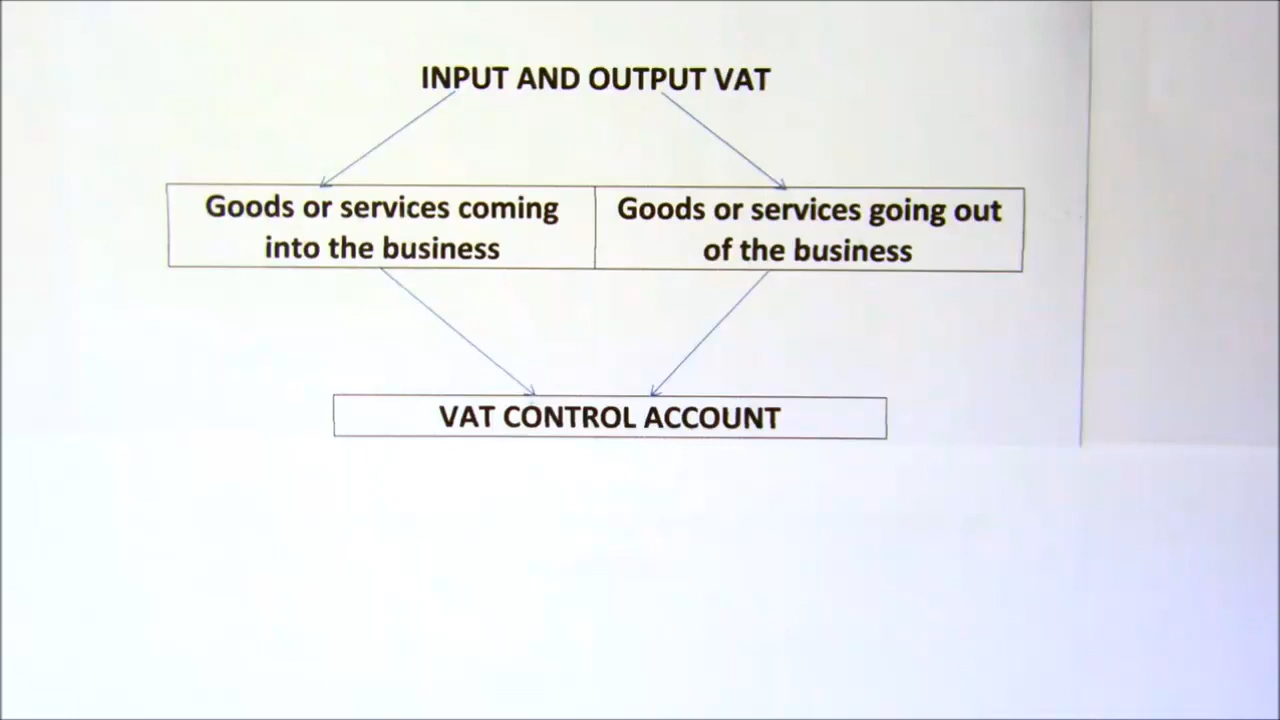 INPUT AND OUTPUT VAT
Goods or services coming
into the business
Goods or services going out
of the business
VAT CONTROL ACCOUNT